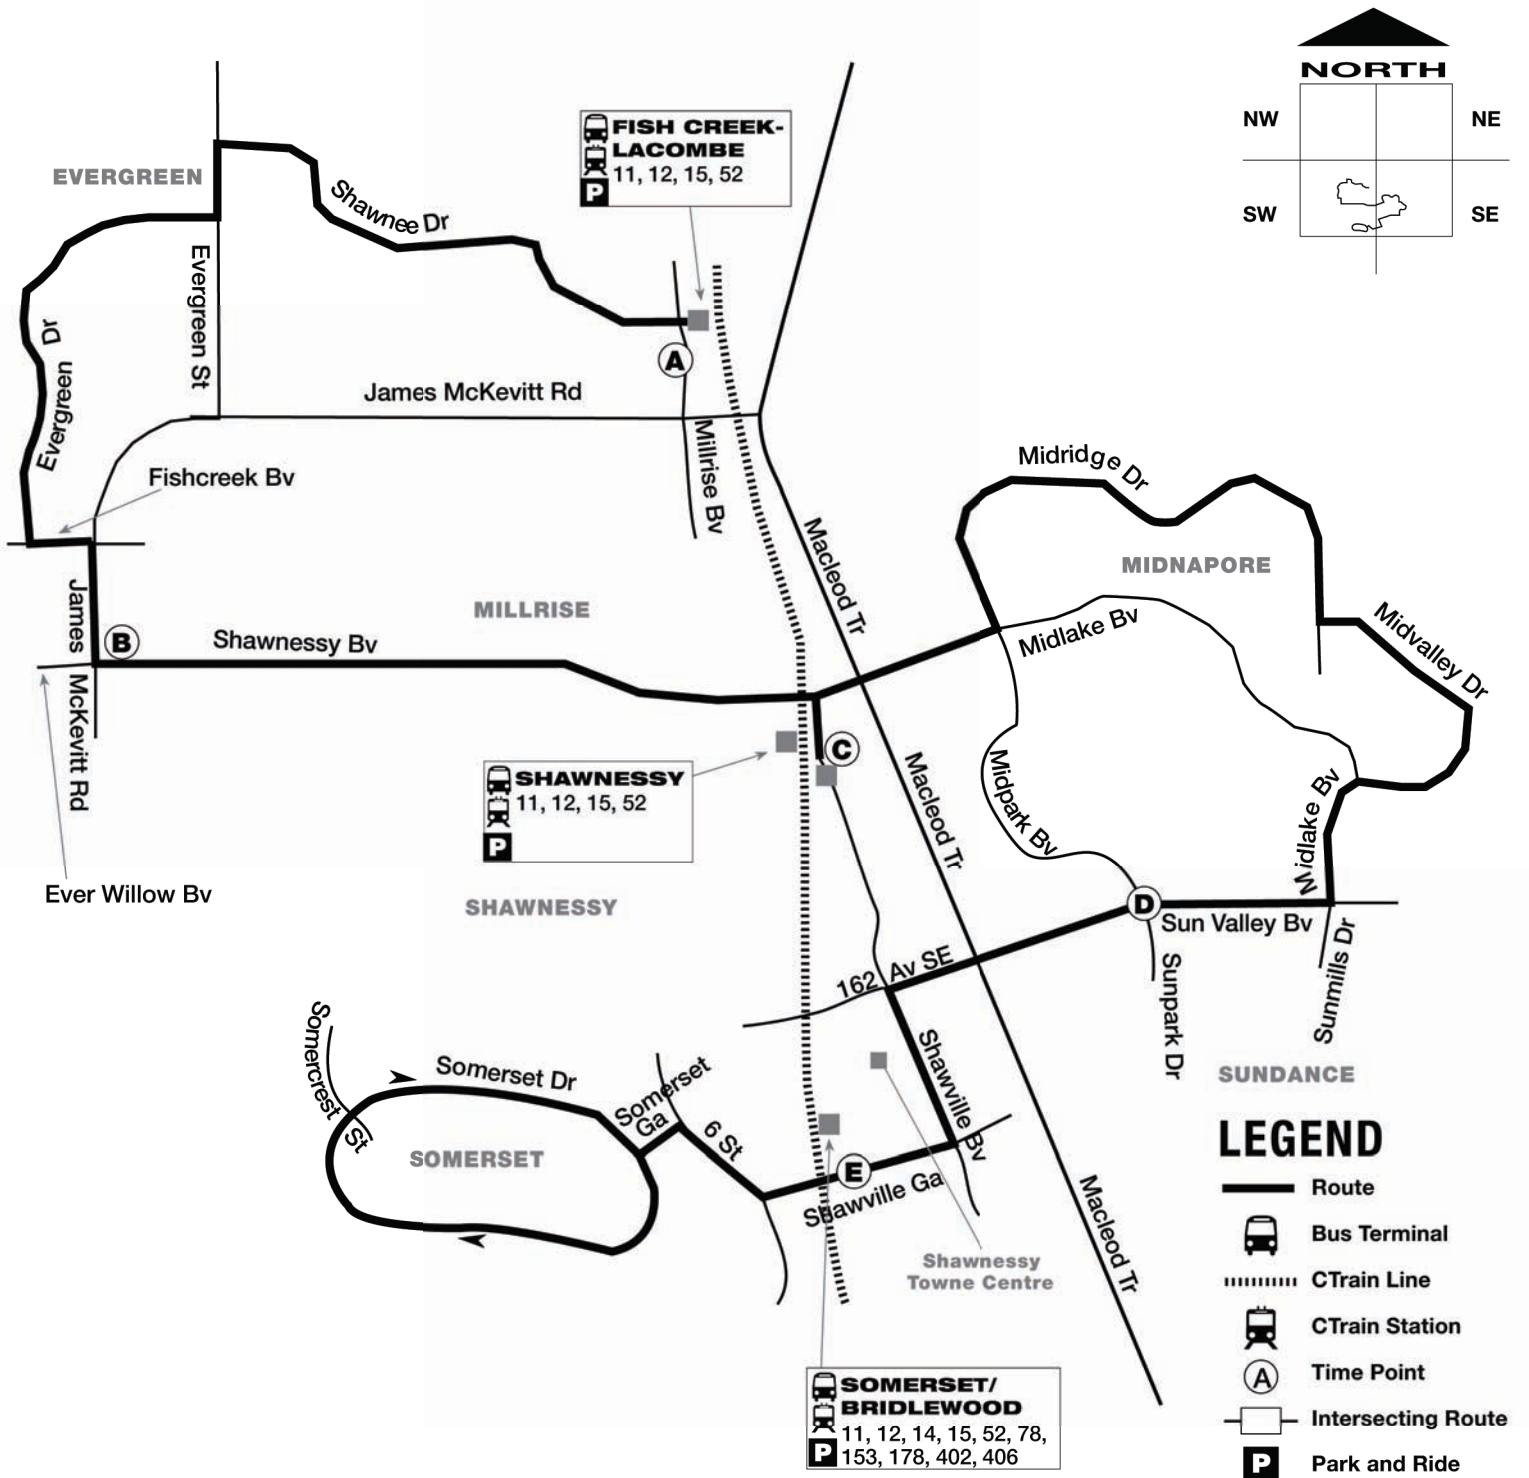 NORTH
NW
NE
SW
SE
FISH CREEK-
LACOMBE
11, 12, 15, 52
P
EVERGREEN
Shawnee Dr
Evergreen St
Evergreen Dr
A
James McKevitt Rd
Millrise Bv
Fishcreek Bv
Macleod Tr
Midridge Dr
MIDNAPORE
MILLRISE
James McKevitt Rd
B
Shawnessy Bv
Midlake Bv
Midvalley Dr
C
SHAWNESSY
11, 12, 15, 52
P
Macleod Tr
Midpark Bv
Midlake Bv
Ever Willow Bv
SHAWNESSY
D
Sun Valley Bv
162 Av SE
Sunpark Dr
Sunmills Dr
Somercrest St
Somerset Dr
Somerset
Ga
Shawville Bv
SUNDANCE
6 St
SOMERSET
E
Shawville Ga
Macleod Tr
Shawnessy
Towne Centre
SOMERSET/
BRIDLEWOOD
11, 12, 14, 15, 52, 78,
153, 178, 402, 406
P
LEGEND
Route
Bus Terminal
CTrain Line
CTrain Station
A Time Point
Intersecting Route
P Park and Ride